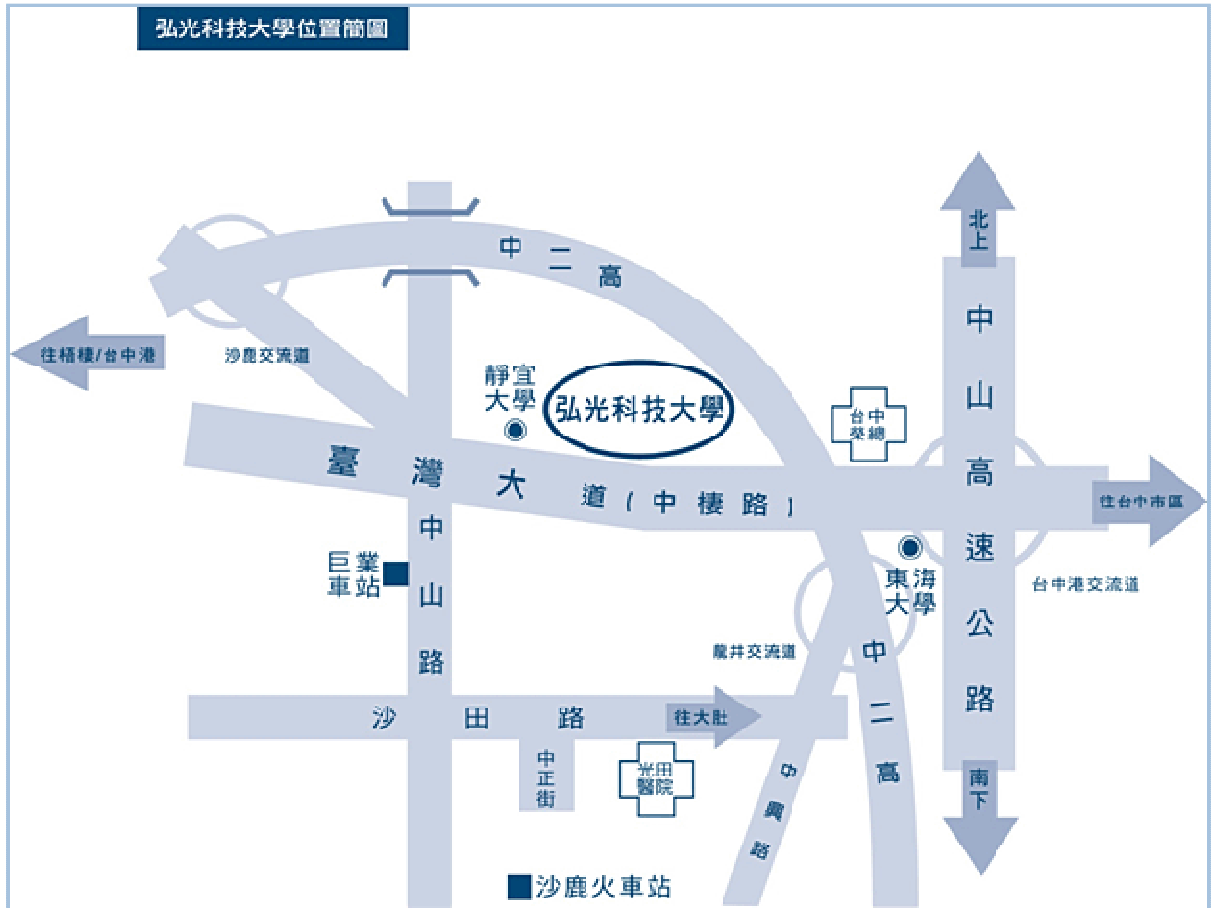 弘光科技大學位置簡圖
北上
中二高
中山高速公路
往梧棲/台中港
沙鹿交流道
靜宜
大學
弘光科技大學
台中
榮總
臺灣大道(中棲路)
往台中市區
中山路
巨業
車站
東海
大學
台中港交流道
龍井交流道
中二高
沙田路
往大肚
中正街
光田
醫院
中興路
南下
沙鹿火車站